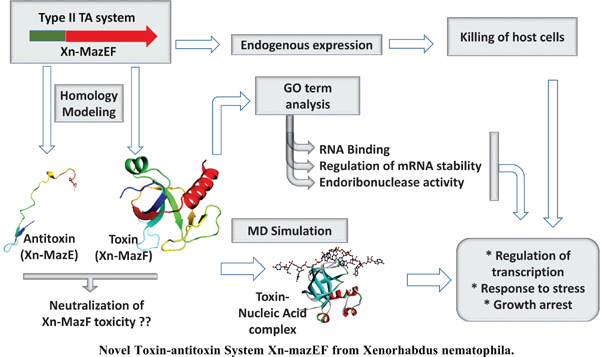 Type II TA system
Xn-MazEF
Endogenous expression
Killing of host cells
Homology
Modeling
GO term
analysis
RNA Binding
Regulation of mRNA stability
Endoribonuclease activity
Antitoxin
(Xn-MazE)
Toxin
(Xn-MazF)
MD Simulation
Toxin-
Nucleic Acid
complex
* Regulation of
transcription
* Response to stress
* Growth arrest
Neutralization of
Xn-MazF toxicity ??
Novel Toxin-antitoxin System Xn-mazEF from Xenorhabdus nematophila.